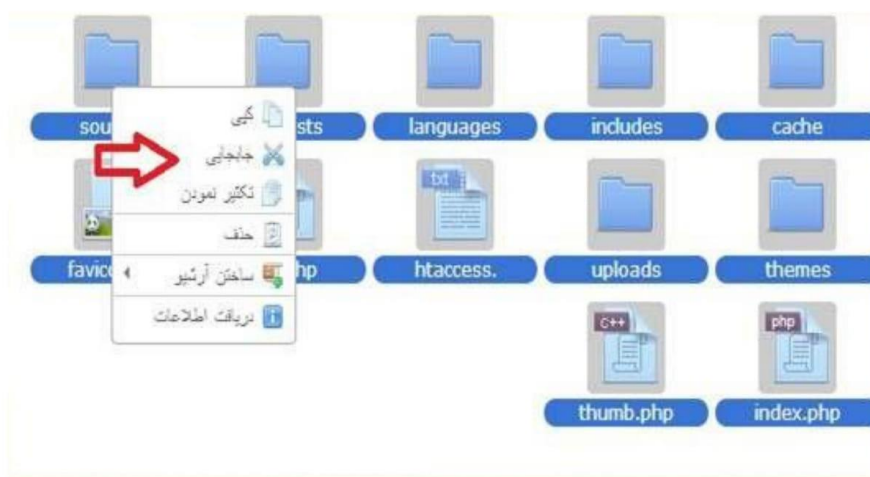 languages
includes
cache
کپی
جابجایی
تکثیر نمودن
حذف
ساختن آرشیو
دریافت اطلاعات
txt
htaccess.
uploads
themes
C++
php
thumb.php
index.php